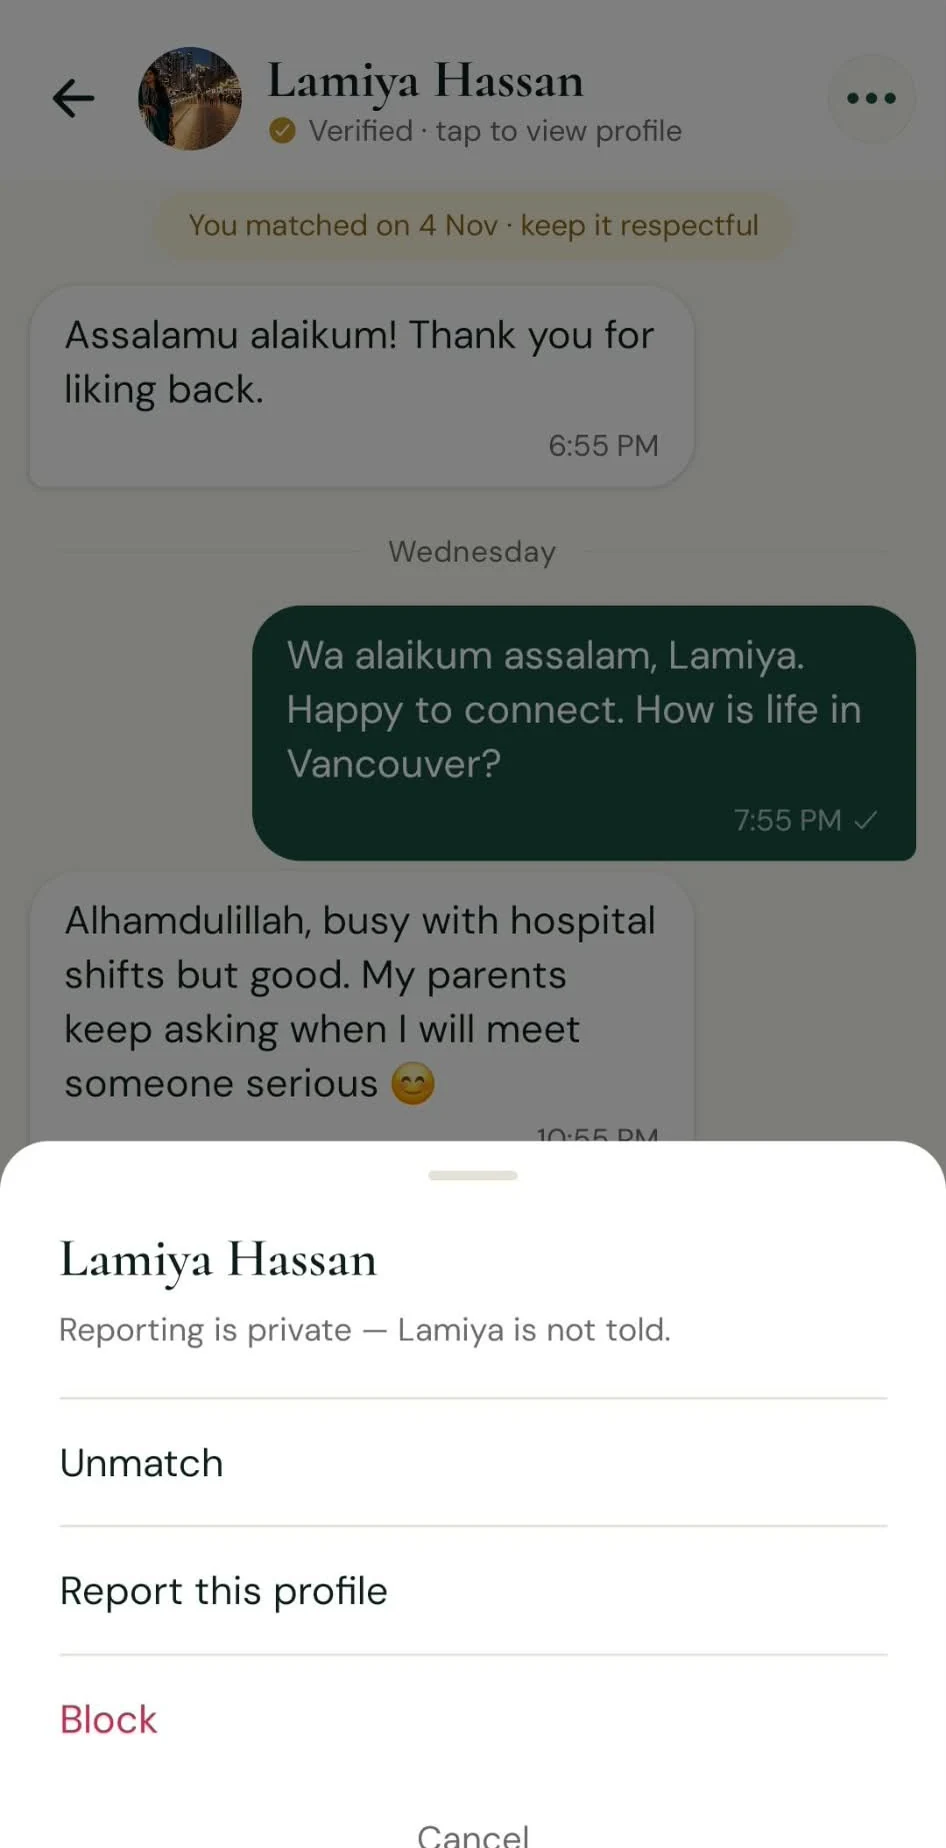 Lamiya Hassan
Verified · tap to view profile
You matched on 4 Nov · keep it respectful
Assalamu alaikum! Thank you for
liking back.
6:55 PM
Wednesday
Wa alaikum assalam, Lamiya.
Happy to connect. How is life in
Vancouver?
7:55 PM ✓
Alhamdulillah, busy with hospital
shifts but good. My parents
keep asking when I will meet
someone serious 😊
10:55 PM
Lamiya Hassan
Reporting is private — Lamiya is not told.
Unmatch
Report this profile
Block
Cancel